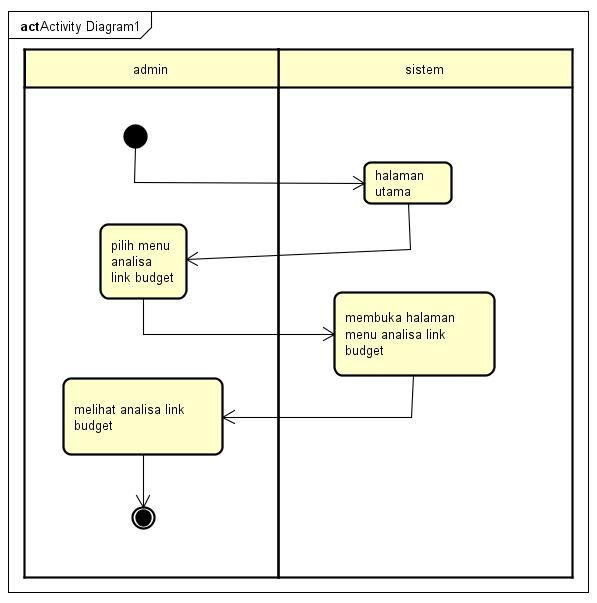 actActivity Diagram1
admin
sistem
halaman
utama
pilih menu
analisa
link budget
membuka halaman
menu analisa link
budget
melihat analisa link
budget